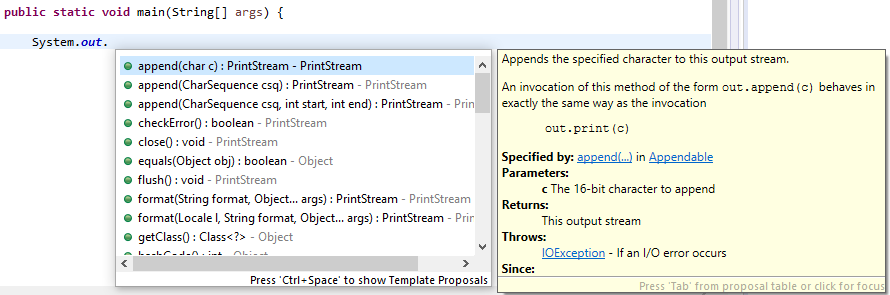 public static void main(String[] args) {
System.out.
append(char c) : PrintStream - PrintStream
append(CharSequence csq) : PrintStream - PrintStream
append(CharSequence csq, int start, int end) : PrintStream - Prin
checkError() : boolean - PrintStream
close() : void - PrintStream
equals(Object obj) : boolean - Object
flush() : void - PrintStream
format(String format, Object... args) : PrintStream - PrintStream
format(Locale l, String format, Object... args) : PrintStream - Prin
getClass() : Class<?> - Object
hashCode() : int - Object
Press 'Ctrl+Space' to show Template Proposals
Appends the specified character to this output stream.
An invocation of this method of the form out.append(c) behaves in
exactly the same way as the invocation
out.print(c)
Specified by: append(...) in Appendable
Parameters:
c The 16-bit character to append
Returns:
This output stream
Throws:
IOException - If an I/O error occurs
Since:
Press 'Tab' from proposal table or click for focus